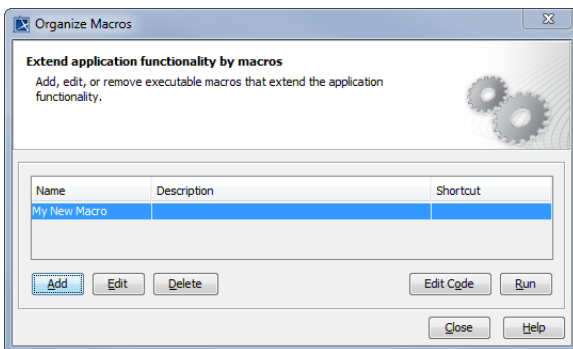 Organize Macros
Extend application functionality by macros
Add, edit, or remove executable macros that extend the application
functionality.
Name Description Shortcut
My New Macro
Add Edit Delete Edit Code Run
Close Help